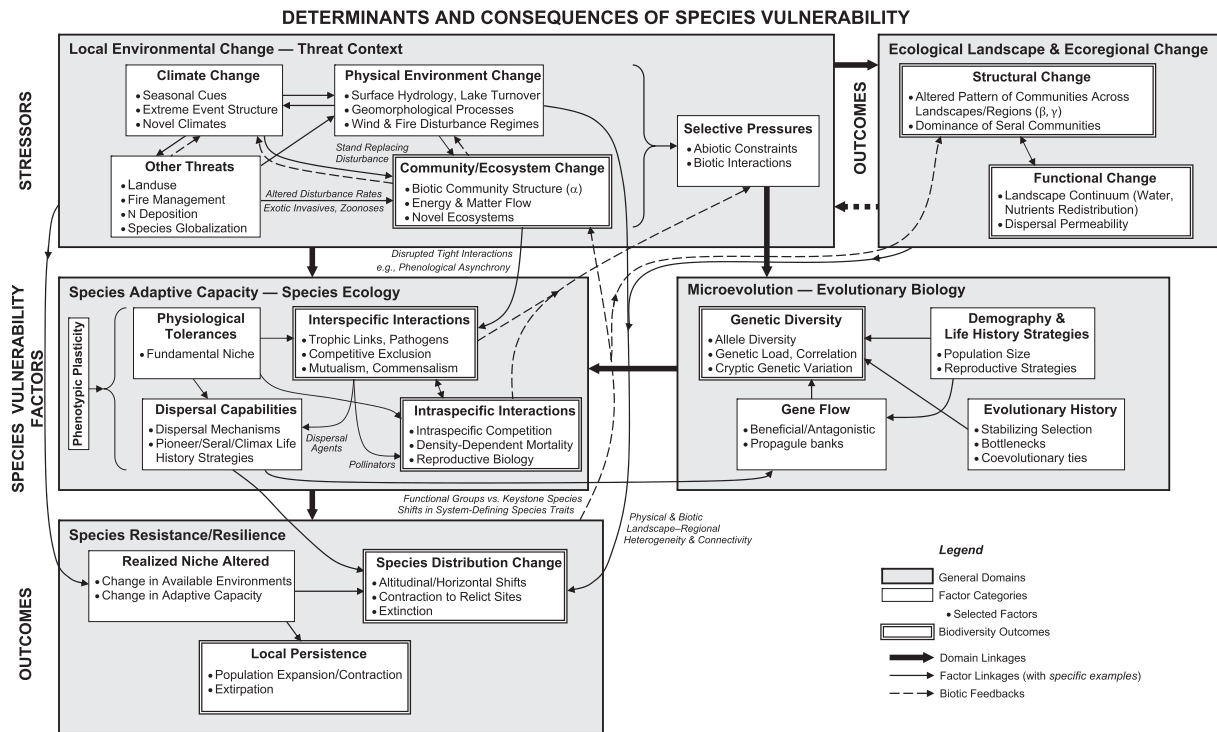 DETERMINANTS AND CONSEQUENCES OF SPECIES VULNERABILITY
STRESSORS
Local Environmental Change — Threat Context
Climate Change
• Seasonal Cues
• Extreme Event Structure
• Novel Climates
Physical Environment Change
• Surface Hydrology, Lake Turnover
• Geomorphological Processes
• Wind & Fire Disturbance Regimes
Other Threats
• Landuse
• Fire Management
• N Deposition
• Species Globalization
Stand Replacing
Disturbance
Altered Disturbance Rates
Exotic Invasives, Zoonoses
Community/Ecosystem Change
• Biotic Community Structure (α)
• Energy & Matter Flow
• Novel Ecosystems
Selective Pressures
• Abiotic Constraints
• Biotic Interactions
OUTCOMES
Ecological Landscape & Ecoregional Change
Structural Change
• Altered Pattern of Communities Across
Landscapes/Regions (β, γ)
• Dominance of Seral Communities
Functional Change
• Landscape Continuum (Water,
Nutrients Redistribution)
• Dispersal Permeability
Disrupted Tight Interactions
e.g., Phenological Asynchrony
SPECIES VULNERABILITY
FACTORS
Species Adaptive Capacity — Species Ecology
Phenotypic Plasticity
Physiological
Tolerances
• Fundamental Niche
Interspecific Interactions
• Trophic Links, Pathogens
• Competitive Exclusion
• Mutualism, Commensalism
Dispersal Capabilities
• Dispersal Mechanisms
• Pioneer/Seral/Climax Life
History Strategies
Dispersal
Agents
Pollinators
Intraspecific Interactions
• Intraspecific Competition
• Density-Dependent Mortality
• Reproductive Biology
Microevolution — Evolutionary Biology
Genetic Diversity
• Allele Diversity
• Genetic Load, Correlation
• Cryptic Genetic Variation
Demography &
Life History Strategies
• Population Size
• Reproductive Strategies
Gene Flow
• Beneficial/Antagonistic
• Propagule banks
Evolutionary History
• Stabilizing Selection
• Bottlenecks
• Coevolutionary ties
Functional Groups vs. Keystone Species
Shifts in System-Defining Species Traits
Physical & Biotic
Landscape–Regional
Heterogeneity & Connectivity
OUTCOMES
Species Resistance/Resilience
Realized Niche Altered
• Change in Available Environments
• Change in Adaptive Capacity
Species Distribution Change
• Altitudinal/Horizontal Shifts
• Contraction to Relict Sites
• Extinction
Local Persistence
• Population Expansion/Contraction
• Extirpation
Legend
General Domains
Factor Categories
• Selected Factors
Biodiversity Outcomes
Domain Linkages
Factor Linkages (with specific examples)
Biotic Feedbacks